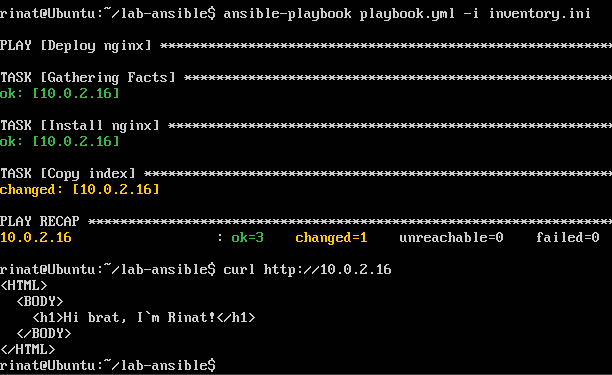 rinat@Ubuntu:~/lab-ansible$ ansible-playbook playbook.yml -i inventory.ini
PLAY [Deploy nginx] **********************************************************
TASK [Gathering Facts] *******************************************************
ok: [10.0.2.16]
TASK [Install nginx] *********************************************************
ok: [10.0.2.16]
TASK [Copy index] ************************************************************
changed: [10.0.2.16]
PLAY RECAP *******************************************************************
10.0.2.16                  : ok=3    changed=1    unreachable=0    failed=0
rinat@Ubuntu:~/lab-ansible$ curl http://10.0.2.16
<HTML>
  <BODY>
    <h1>Hi brat, I`m Rinat!</h1>
  </BODY>
</HTML>
rinat@Ubuntu:~/lab-ansible$